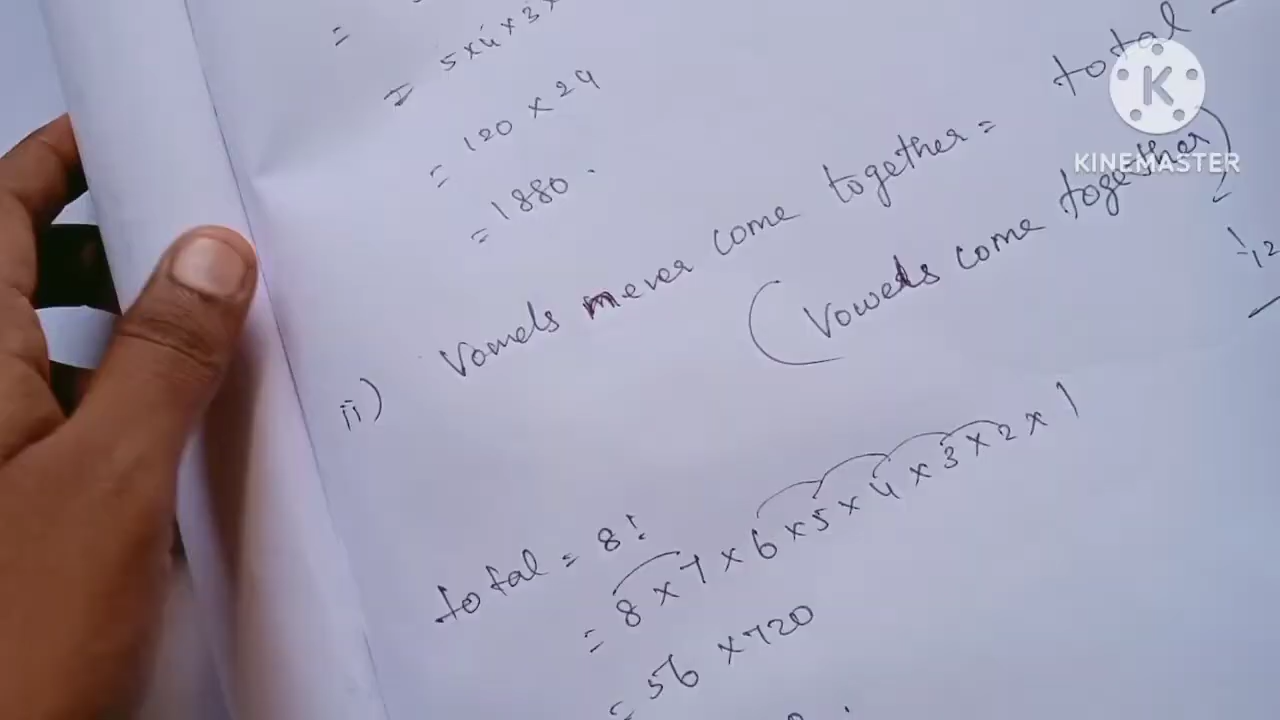 =
= 5 x 4 x 3 x
= 120 x 24
= 1880.
ii) Vowels never come together = total -
(Vowels come together)
total = 8!
= 8 x 7 x 6 x 5 x 4 x 3 x 2 x 1
= 56 x 720
K
KINEMASTER